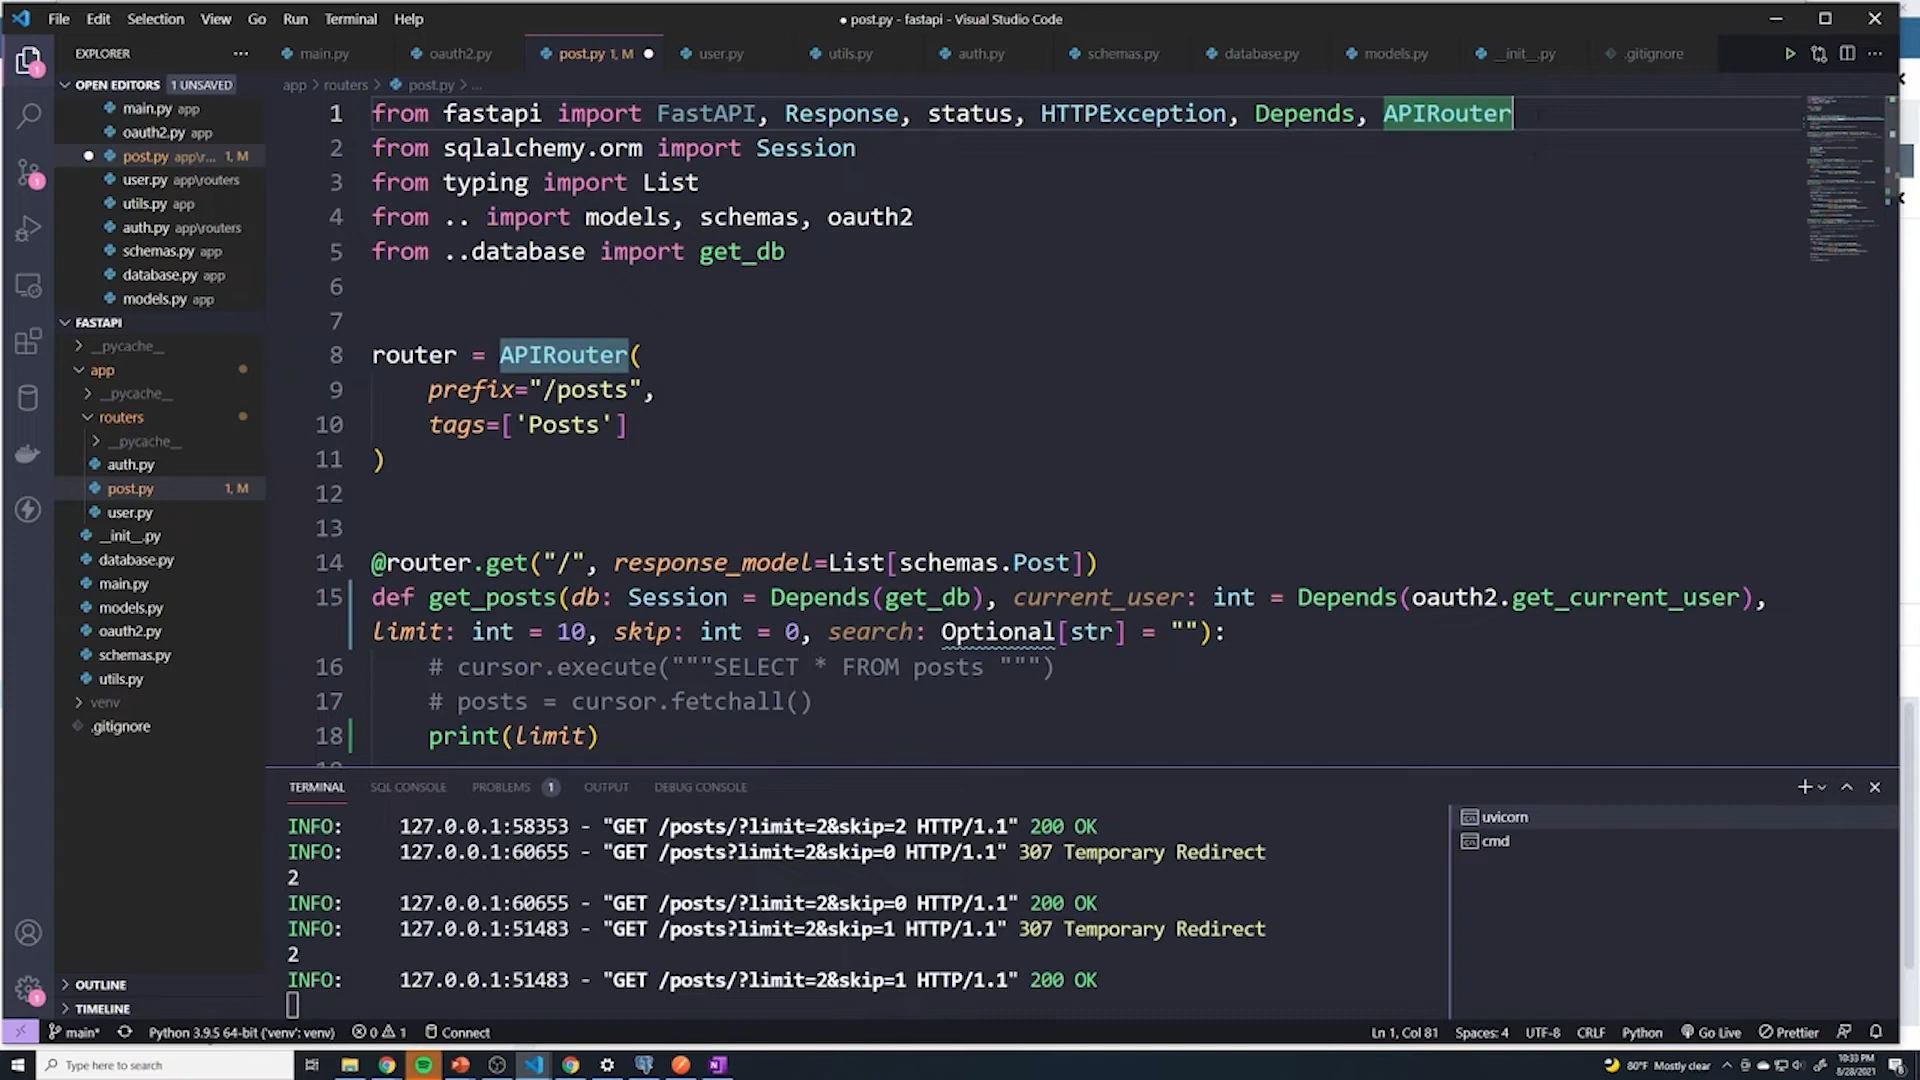 File Edit Selection View Go Run Terminal Help
● post.py - fastapi - Visual Studio Code
EXPLORER
main.py oauth2.py post.py 1, M user.py utils.py auth.py schemas.py database.py models.py __init__.py .gitignore
OPEN EDITORS 1 UNSAVED
main.py app
oauth2.py app
post.py app\r... 1, M
user.py app\routers
utils.py app
auth.py app\routers
schemas.py app
database.py app
models.py app
FASTAPI
__pycache__
app
__pycache__
routers
__pycache__
auth.py
post.py 1, M
user.py
__init__.py
database.py
main.py
models.py
oauth2.py
schemas.py
utils.py
venv
.gitignore
OUTLINE
TIMELINE
app > routers > post.py > ...
1 from fastapi import FastAPI, Response, status, HTTPException, Depends, APIRouter
2 from sqlalchemy.orm import Session
3 from typing import List
4 from .. import models, schemas, oauth2
5 from ..database import get_db
6
7
8 router = APIRouter(
9 prefix="/posts",
10 tags=['Posts']
11 )
12
13
14 @router.get("/", response_model=List[schemas.Post])
15 def get_posts(db: Session = Depends(get_db), current_user: int = Depends(oauth2.get_current_user),
limit: int = 10, skip: int = 0, search: Optional[str] = ""):
16 # cursor.execute("""SELECT * FROM posts """)
17 # posts = cursor.fetchall()
18 print(limit)
TERMINAL SQL CONSOLE PROBLEMS 1 OUTPUT DEBUG CONSOLE
INFO: 127.0.0.1:58353 - "GET /posts/?limit=2&skip=2 HTTP/1.1" 200 OK
INFO: 127.0.0.1:60655 - "GET /posts?limit=2&skip=0 HTTP/1.1" 307 Temporary Redirect
2
INFO: 127.0.0.1:60655 - "GET /posts/?limit=2&skip=0 HTTP/1.1" 200 OK
INFO: 127.0.0.1:51483 - "GET /posts?limit=2&skip=1 HTTP/1.1" 307 Temporary Redirect
2
INFO: 127.0.0.1:51483 - "GET /posts/?limit=2&skip=1 HTTP/1.1" 200 OK
uvicorn
cmd
main* Python 3.9.5 64-bit ('venv': venv) 0 1 Connect
Ln 1, Col 81 Spaces: 4 UTF-8 CRLF Python Go Live Prettier
Type here to search
80°F Mostly clear
10:33 PM
8/28/2021